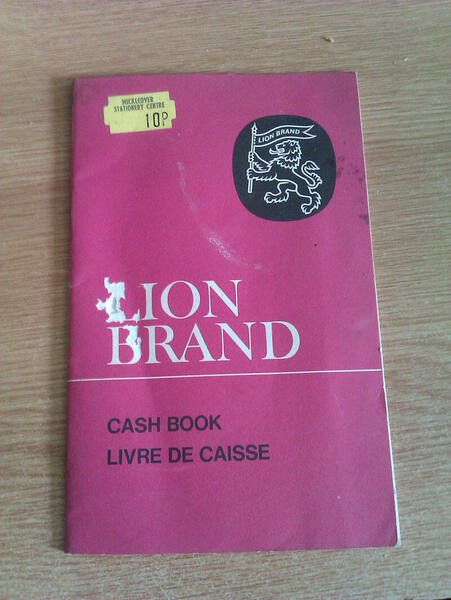 MICKLEOVER
STATIONERY CENTRE
10P
LION BRAND
LION
BRAND
CASH BOOK
LIVRE DE CAISSE